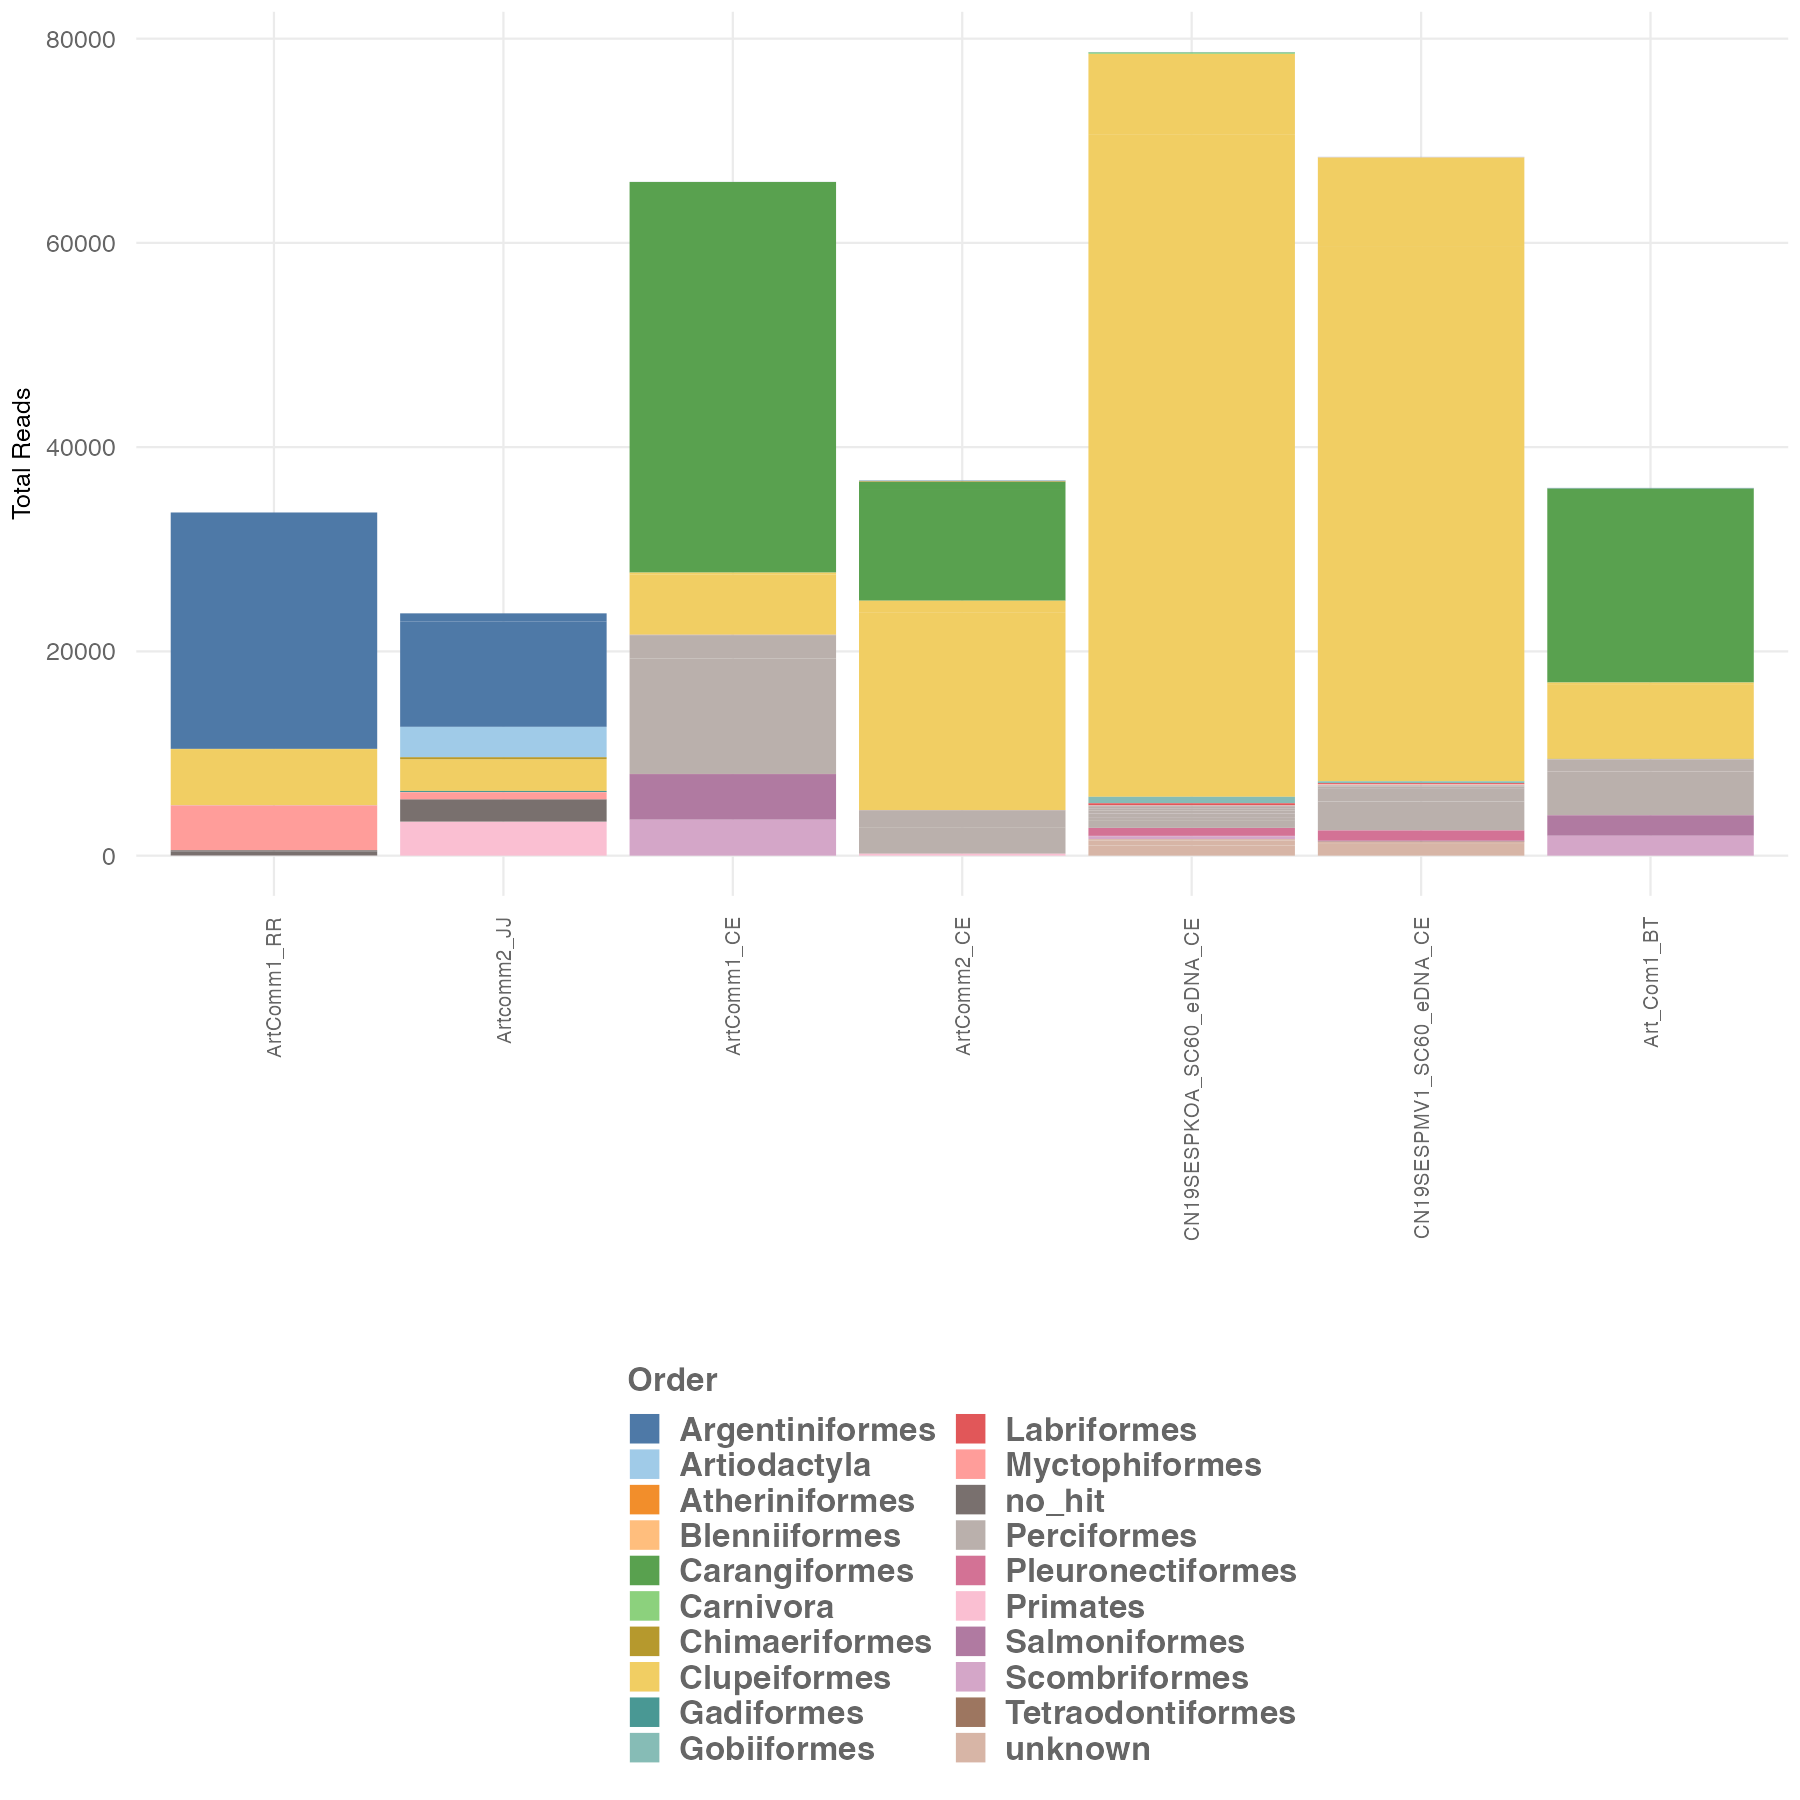 80000
60000
40000
20000
0
Total Reads
ArtComm1_RR
Artcomm2_JJ
ArtComm1_CE
ArtComm2_CE
CN19SESPKOA_SC60_eDNA_CE
CN19SESPMV1_SC60_eDNA_CE
Art_Com1_BT
Order
Argentiniformes
Artiodactyla
Atheriniformes
Blenniiformes
Carangiformes
Carnivora
Chimaeriformes
Clupeiformes
Gadiformes
Gobiiformes
Labriformes
Myctophiformes
no_hit
Perciformes
Pleuronectiformes
Primates
Salmoniformes
Scombriformes
Tetraodontiformes
unknown